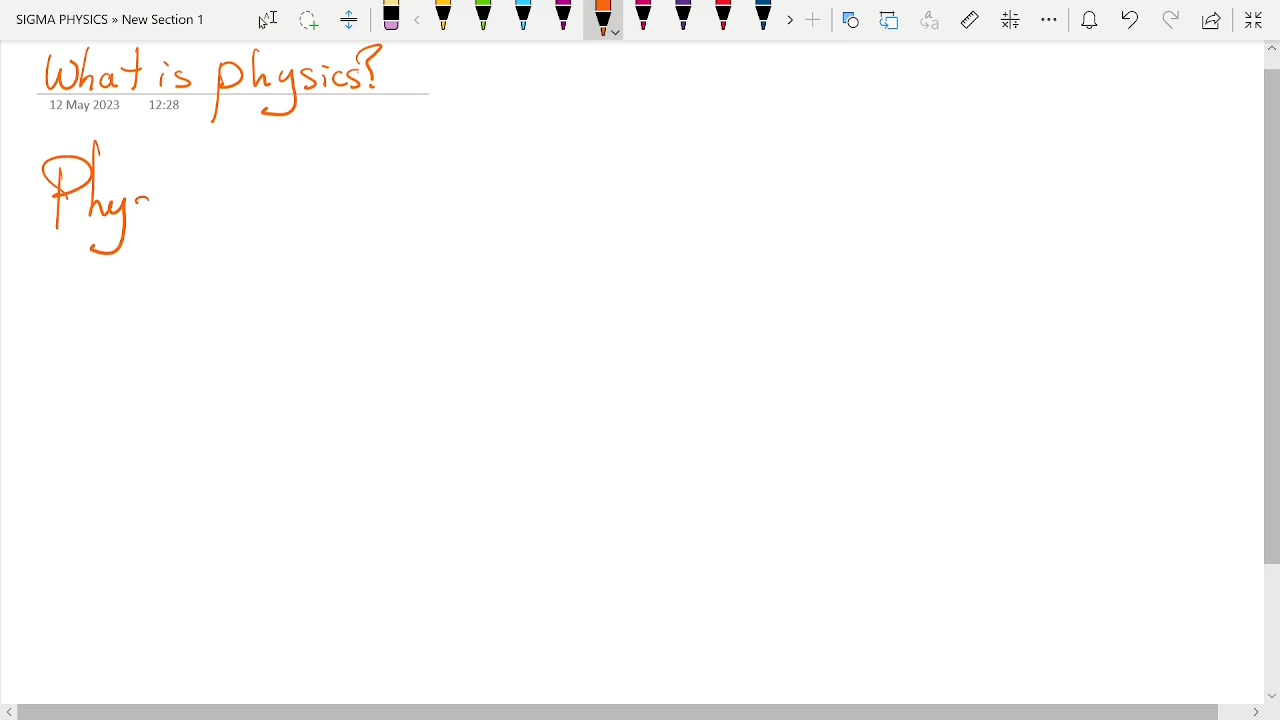 SIGMA PHYSICS » New Section 1
What is physics?
12 May 2023 12:28
Phy